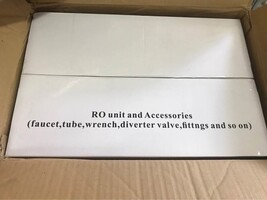 RO unit and Accessories
(faucet,tube,wrench,diverter valve,fittngs and so on)